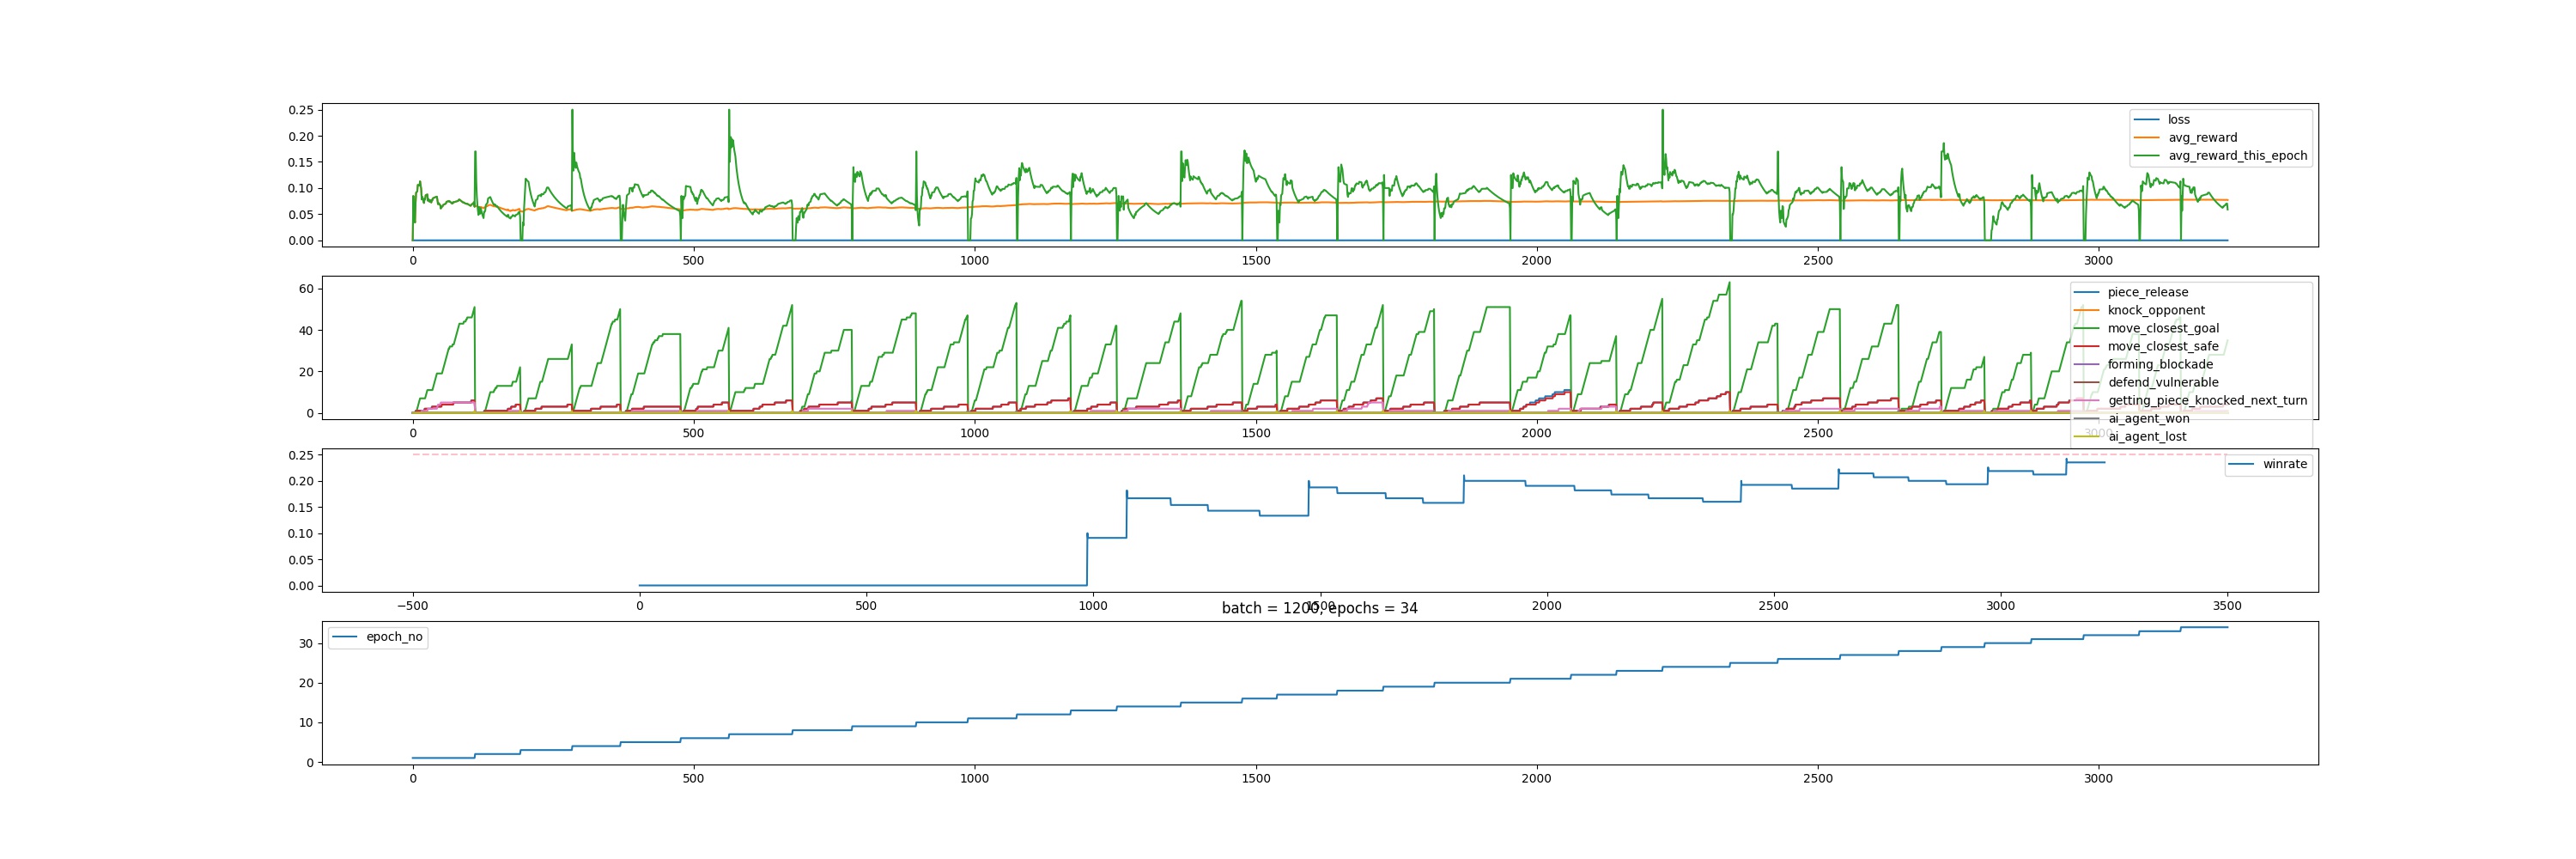 0.25
0.20
0.15
0.10
0.05
0.00
loss
avg_reward
avg_reward_this_epoch
0 500 1000 1500 2000 2500 3000
60
40
20
0
piece_release
knock_opponent
move_closest_goal
move_closest_safe
forming_blockade
defend_vulnerable
getting_piece_knocked_next_turn
ai_agent_won
ai_agent_lost
0 500 1000 1500 2000 2500 3000
0.25
0.20
0.15
0.10
0.05
0.00
winrate
−500 0 500 1000 1500 2000 2500 3000 3500
batch = 1200, epochs = 34
30
20
10
0
epoch_no
0 500 1000 1500 2000 2500 3000